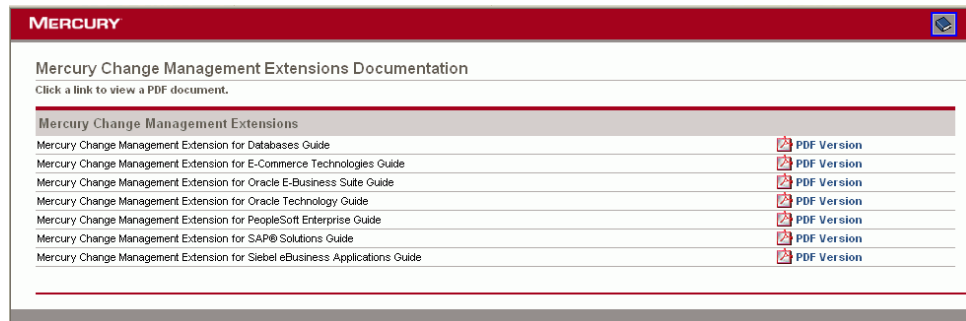 MERCURY
Mercury Change Management Extensions Documentation
Click a link to view a PDF document.
Mercury Change Management Extensions
Mercury Change Management Extension for Databases Guide PDF Version
Mercury Change Management Extension for E-Commerce Technologies Guide PDF Version
Mercury Change Management Extension for Oracle E-Business Suite Guide PDF Version
Mercury Change Management Extension for Oracle Technology Guide PDF Version
Mercury Change Management Extension for PeopleSoft Enterprise Guide PDF Version
Mercury Change Management Extension for SAP® Solutions Guide PDF Version
Mercury Change Management Extension for Siebel eBusiness Applications Guide PDF Version